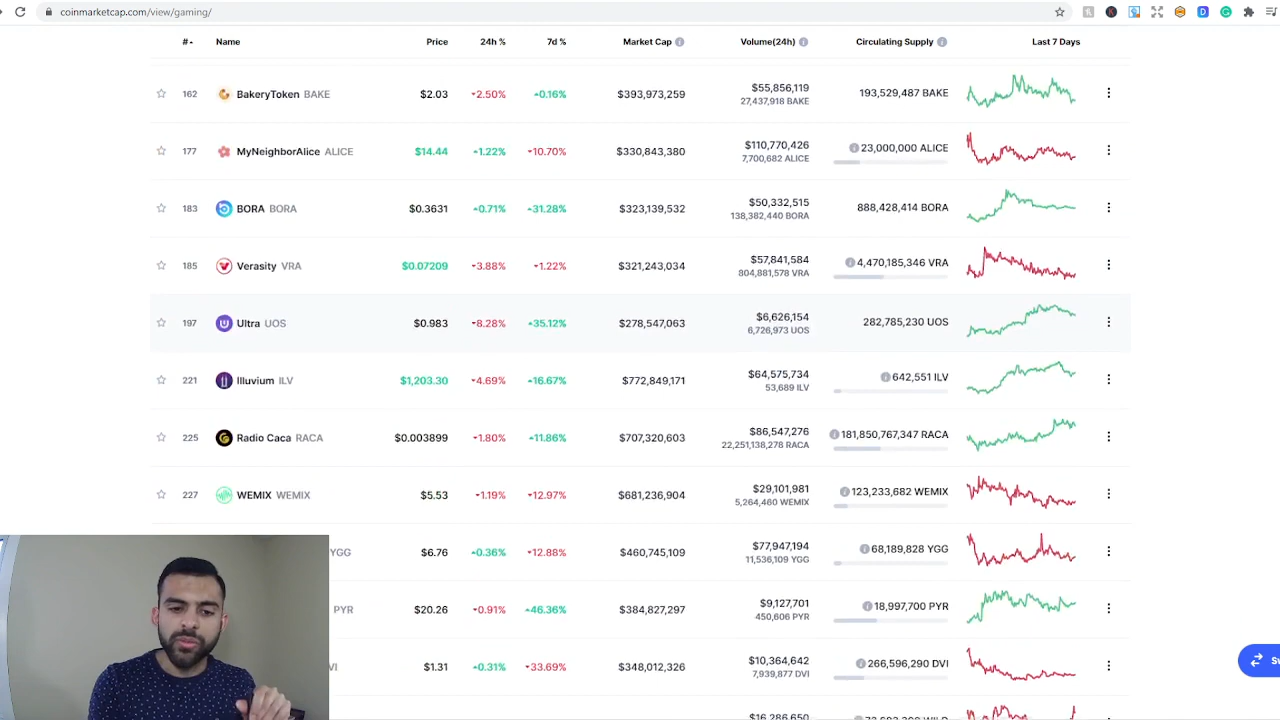 coinmarketcap.com/view/gaming/
# Name Price 24h % 7d % Market Cap Volume(24h) Circulating Supply Last 7 Days
162 BakeryToken BAKE $2.03 2.50% 0.16% $393,973,259 $55,856,119 193,529,487 BAKE
27,437,918 BAKE
177 MyNeighborAlice ALICE $14.44 1.22% 10.70% $330,843,380 $110,770,426 23,000,000 ALICE
7,700,682 ALICE
183 BORA BORA $0.3631 0.71% 31.28% $323,139,532 $50,332,515 888,428,414 BORA
138,382,440 BORA
185 Verasity VRA $0.07209 3.88% 1.22% $321,243,034 $57,841,584 4,470,185,346 VRA
804,881,578 VRA
197 Ultra UOS $0.983 8.28% 35.12% $278,547,063 $6,626,154 282,785,230 UOS
6,726,973 UOS
221 Illuvium ILV $1,203.30 4.69% 16.67% $772,849,171 $64,575,734 642,551 ILV
53,689 ILV
225 Radio Caca RACA $0.003899 1.80% 11.86% $707,320,603 $86,547,276 181,850,767,347 RACA
22,251,138,278 RACA
227 WEMIX WEMIX $5.53 1.19% 12.97% $681,236,904 $29,101,981 123,233,682 WEMIX
5,264,460 WEMIX
YGG $6.76 0.36% 12.88% $460,745,109 $77,947,194 68,189,828 YGG
11,536,109 YGG
PYR $20.26 0.91% 46.36% $384,827,297 $9,127,701 18,997,700 PYR
450,606 PYR
$1.31 0.31% 33.69% $348,012,326 $10,364,642 266,596,290 DVI
7,939,877 DVI
$16,286,650